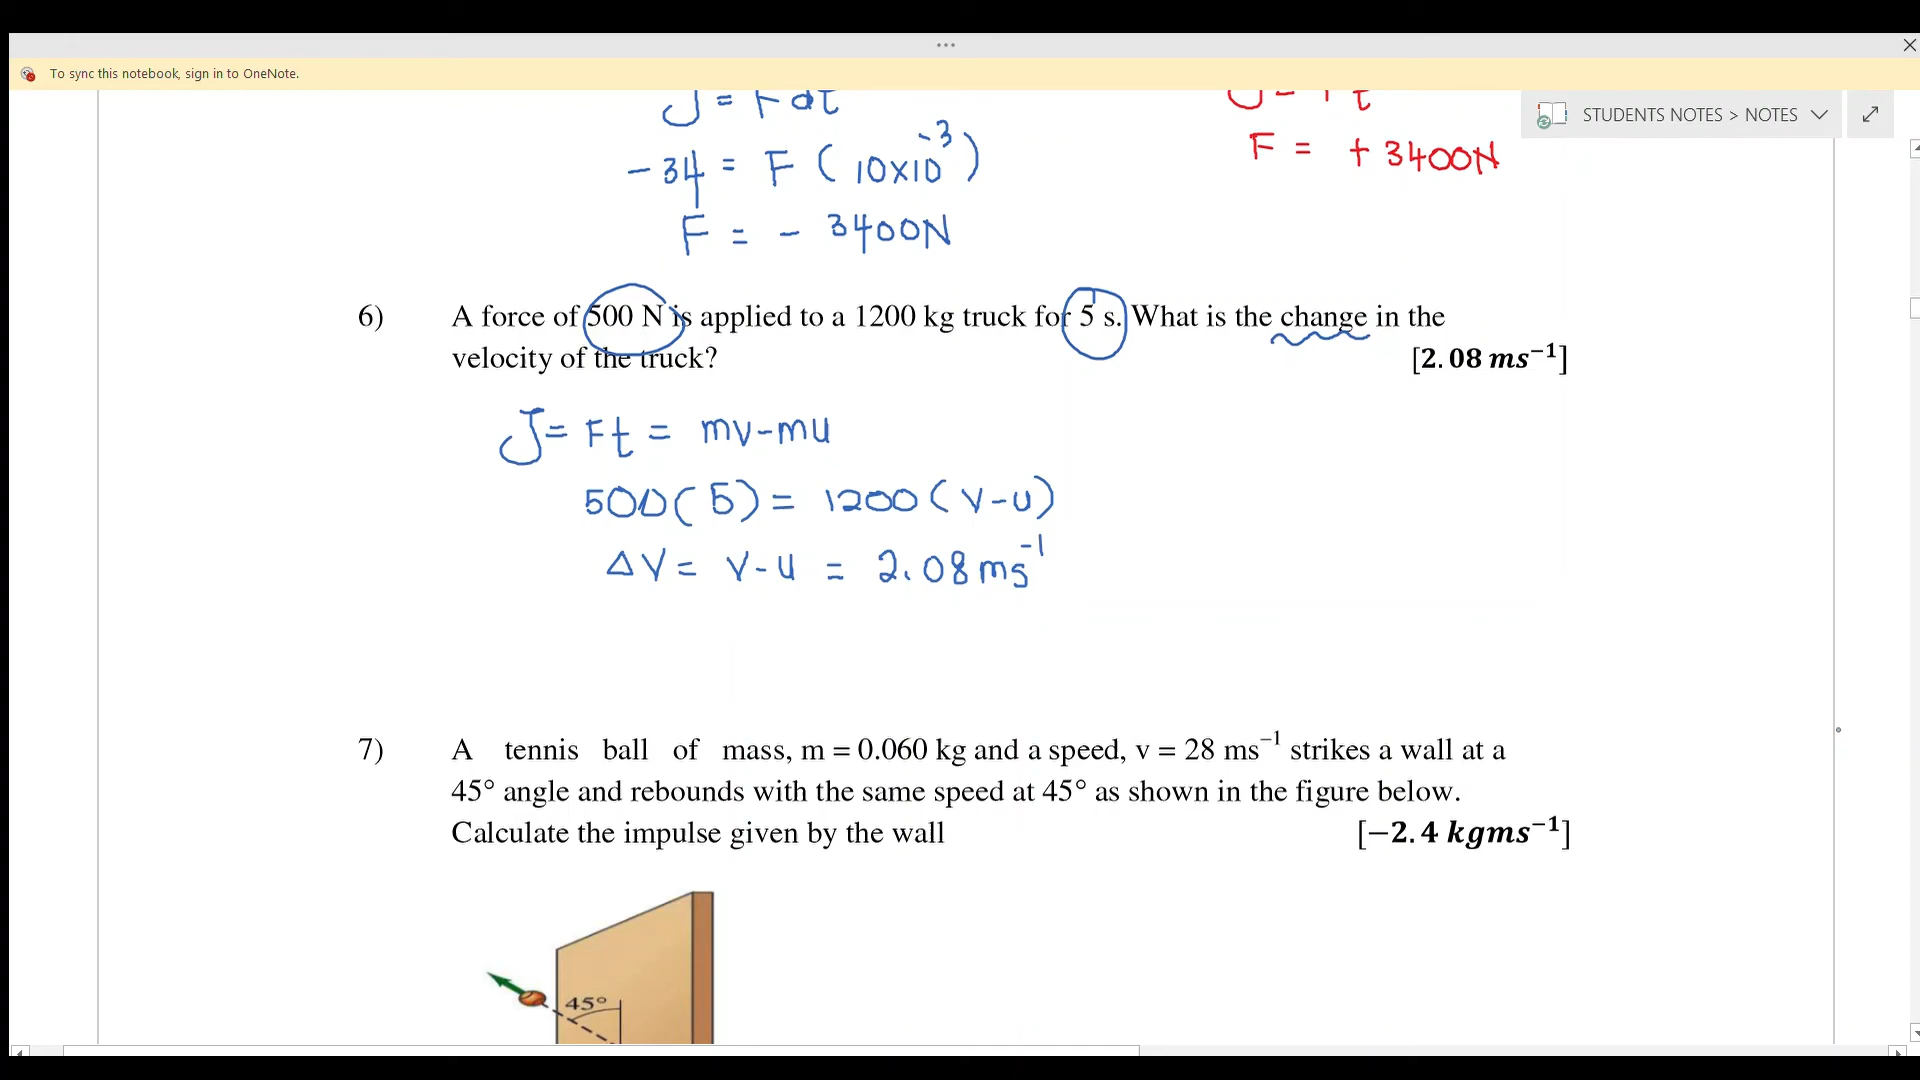 To sync this notebook, sign in to OneNote.
STUDENTS NOTES > NOTES
-34 = F (10x10⁻³)
F = - 3400N
F = + 3400N
6) A force of 500 N is applied to a 1200 kg truck for 5 s. What is the change in the
velocity of the truck? [2.08 ms⁻¹]
J = Ft = mv-mu
500(5) = 1200(v-u)
ΔV = v-u = 2.08ms⁻¹
7) A tennis ball of mass, m = 0.060 kg and a speed, v = 28 ms⁻¹ strikes a wall at a
45° angle and rebounds with the same speed at 45° as shown in the figure below.
Calculate the impulse given by the wall [−2.4 kgms⁻¹]
45°